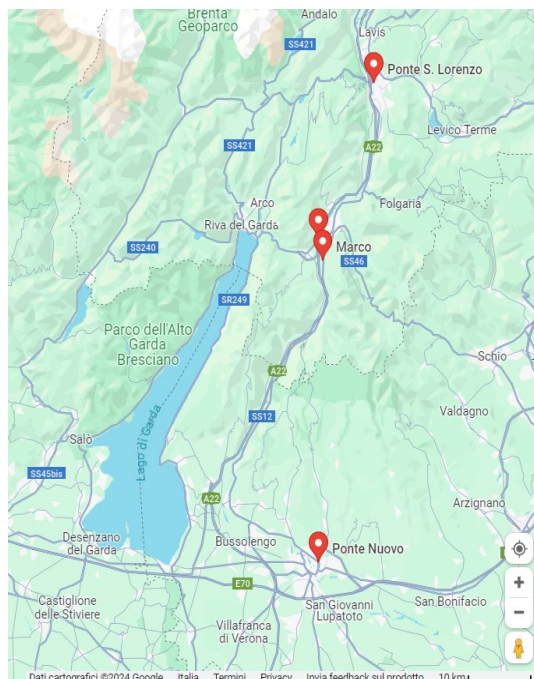 Brenta
Geoparco
Andalo
Lavis
SS421
Ponte S. Lorenzo
Levico Terme
SS421
A22
Arco
Folgaria
Riva del Garda
SS240
Marco
SS46
SR249
Parco dell'Alto
Garda
Bresciano
Schio
A22
Valdagno
SS12
Lago di Garda
Salò
SS45bis
A22
Arzignano
Desenzano
del Garda
Bussolengo
Ponte Nuovo
E70
Castiglione
delle Stiviere
San Giovanni
Lupatoto
San Bonifacio
Villafranca
di Verona
Dati cartografici ©2024 Google Italia Termini Privacy Invia feedback sul prodotto 10 km